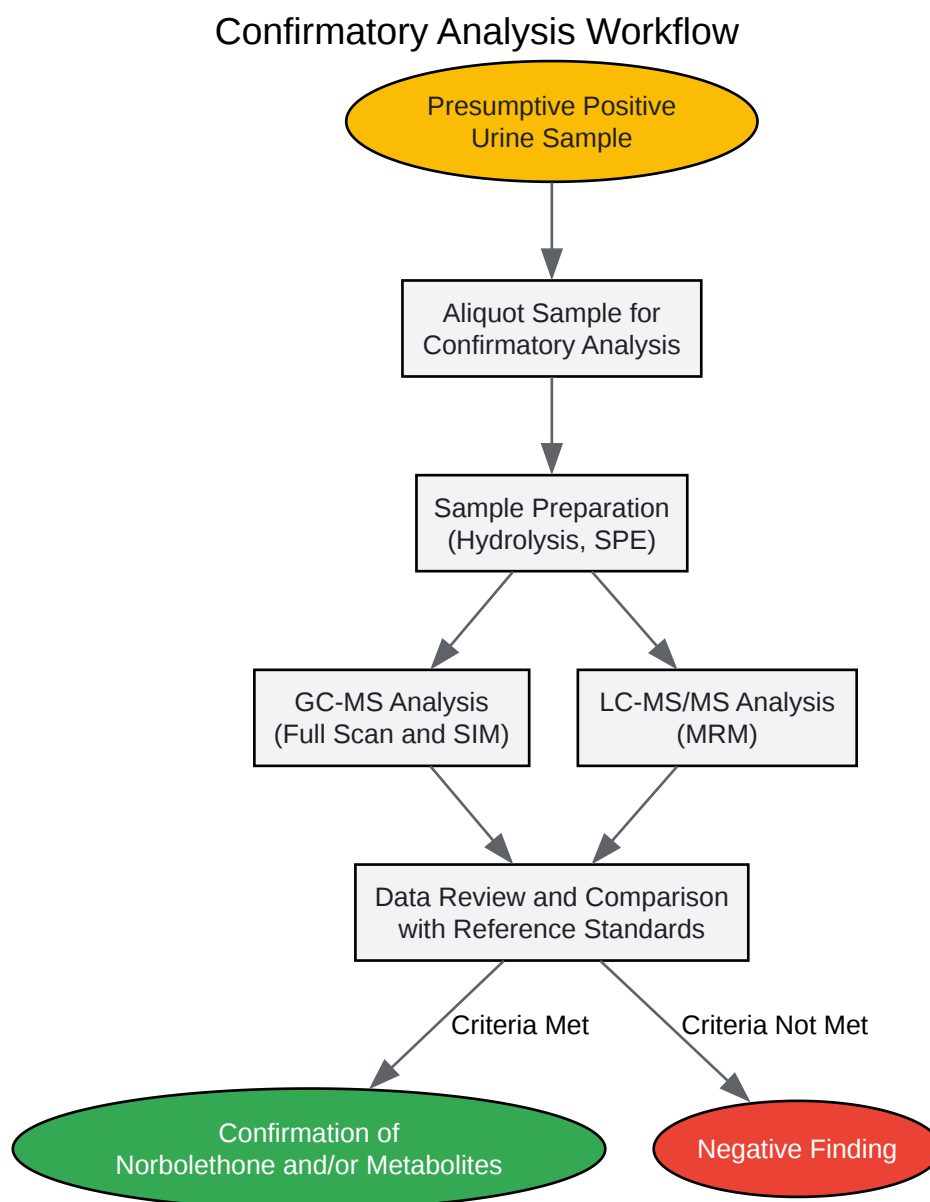 Confirmatory Analysis Workflow
Presumptive Positive
Urine Sample
Aliquot Sample for
Confirmatory Analysis
Sample Preparation
(Hydrolysis, SPE)
GC-MS Analysis
(Full Scan and SIM)
LC-MS/MS Analysis
(MRM)
Data Review and Comparison
with Reference Standards
Criteria Met
Criteria Not Met
Confirmation of
Norbolethone and/or Metabolites
Negative Finding